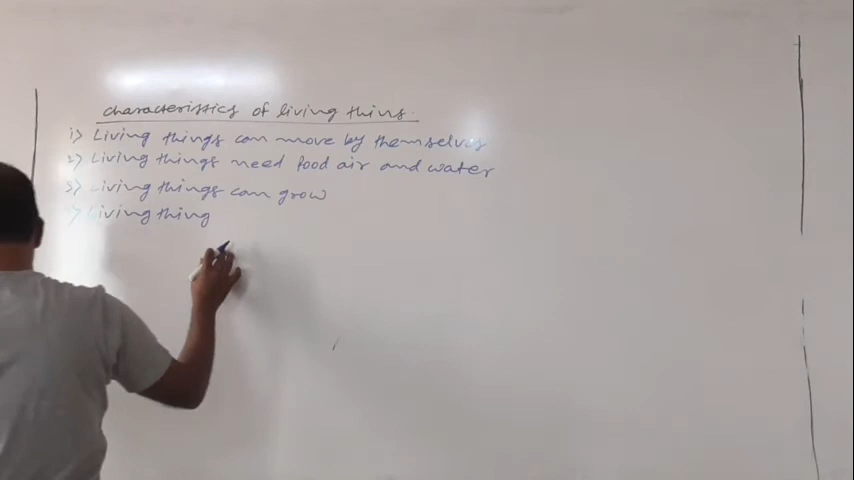 characteristics of living thins.
1) Living things can move by themselves
2) Living things need food air and water
3) Living things can grow
4) Living thing